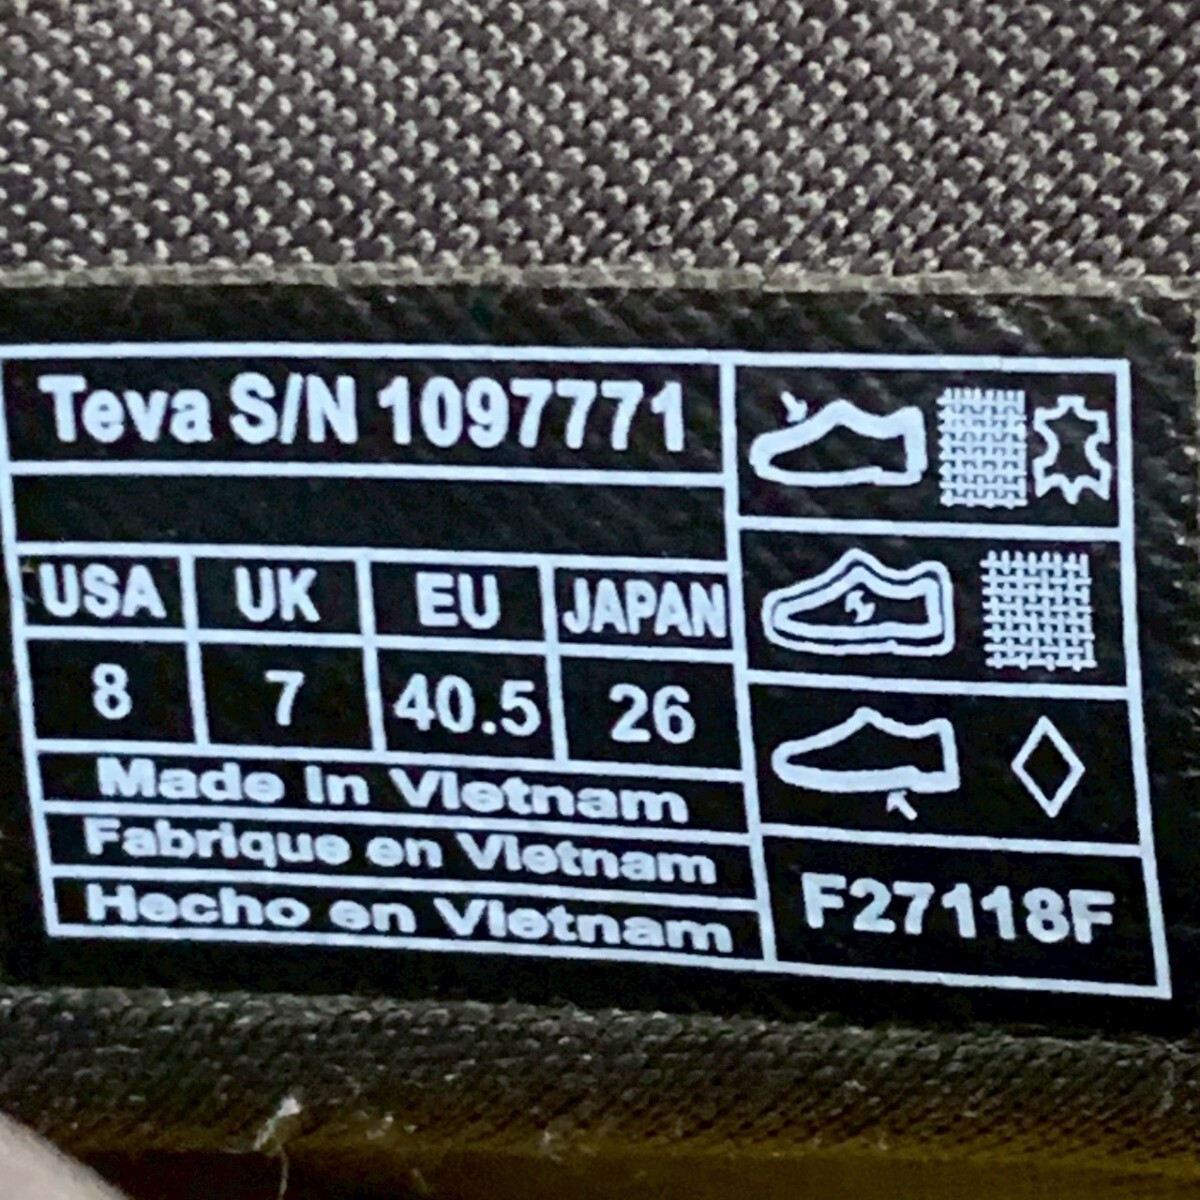 Teva S/N 1097771
USA UK EU JAPAN
8 7 40.5 26
Made In Vietnam
Fabrique en Vietnam
Hecho en Vietnam
F27118F